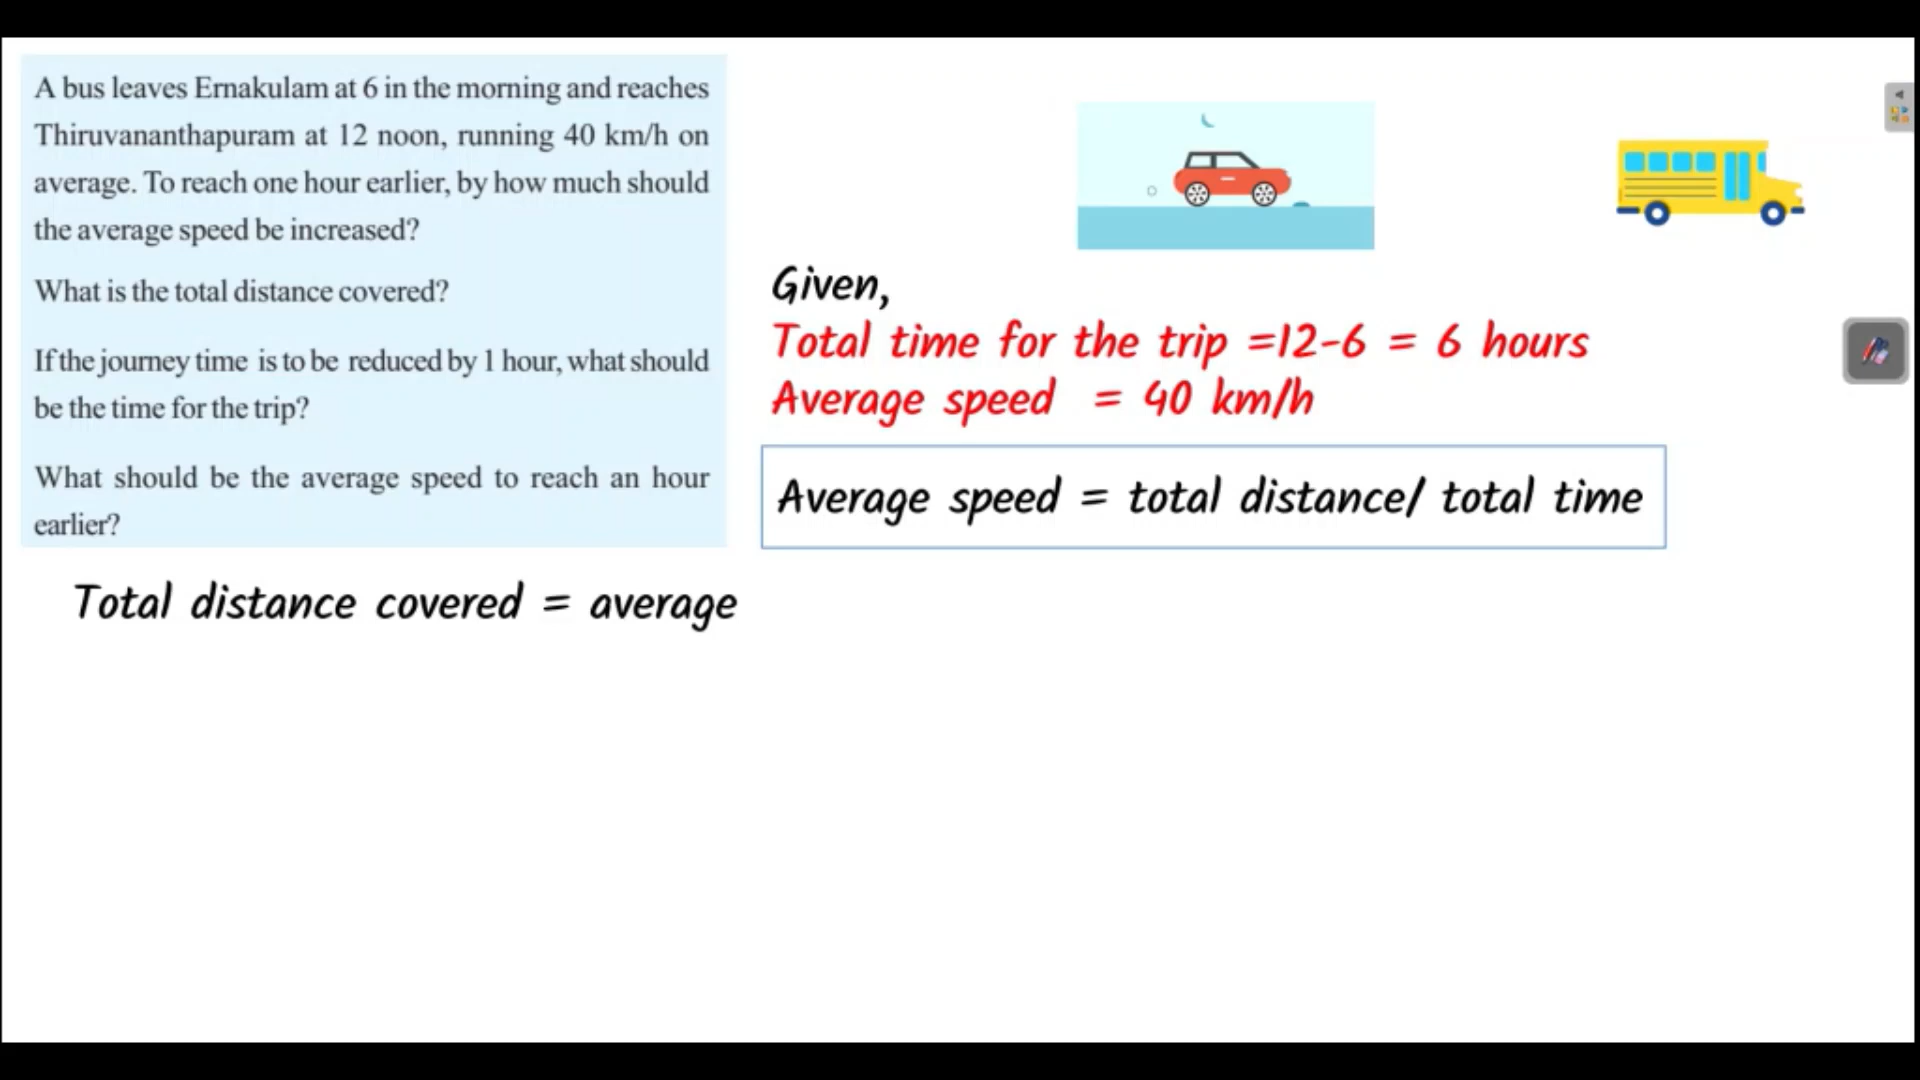 A bus leaves Ernakulam at 6 in the morning and reaches
Thiruvananthapuram at 12 noon, running 40 km/h on
average. To reach one hour earlier, by how much should
the average speed be increased?
What is the total distance covered?
If the journey time is to be reduced by 1 hour, what should
be the time for the trip?
What should be the average speed to reach an hour
earlier?
Given,
Total time for the trip =12-6 = 6 hours
Average speed = 40 km/h
Average speed = total distance/ total time
Total distance covered = average